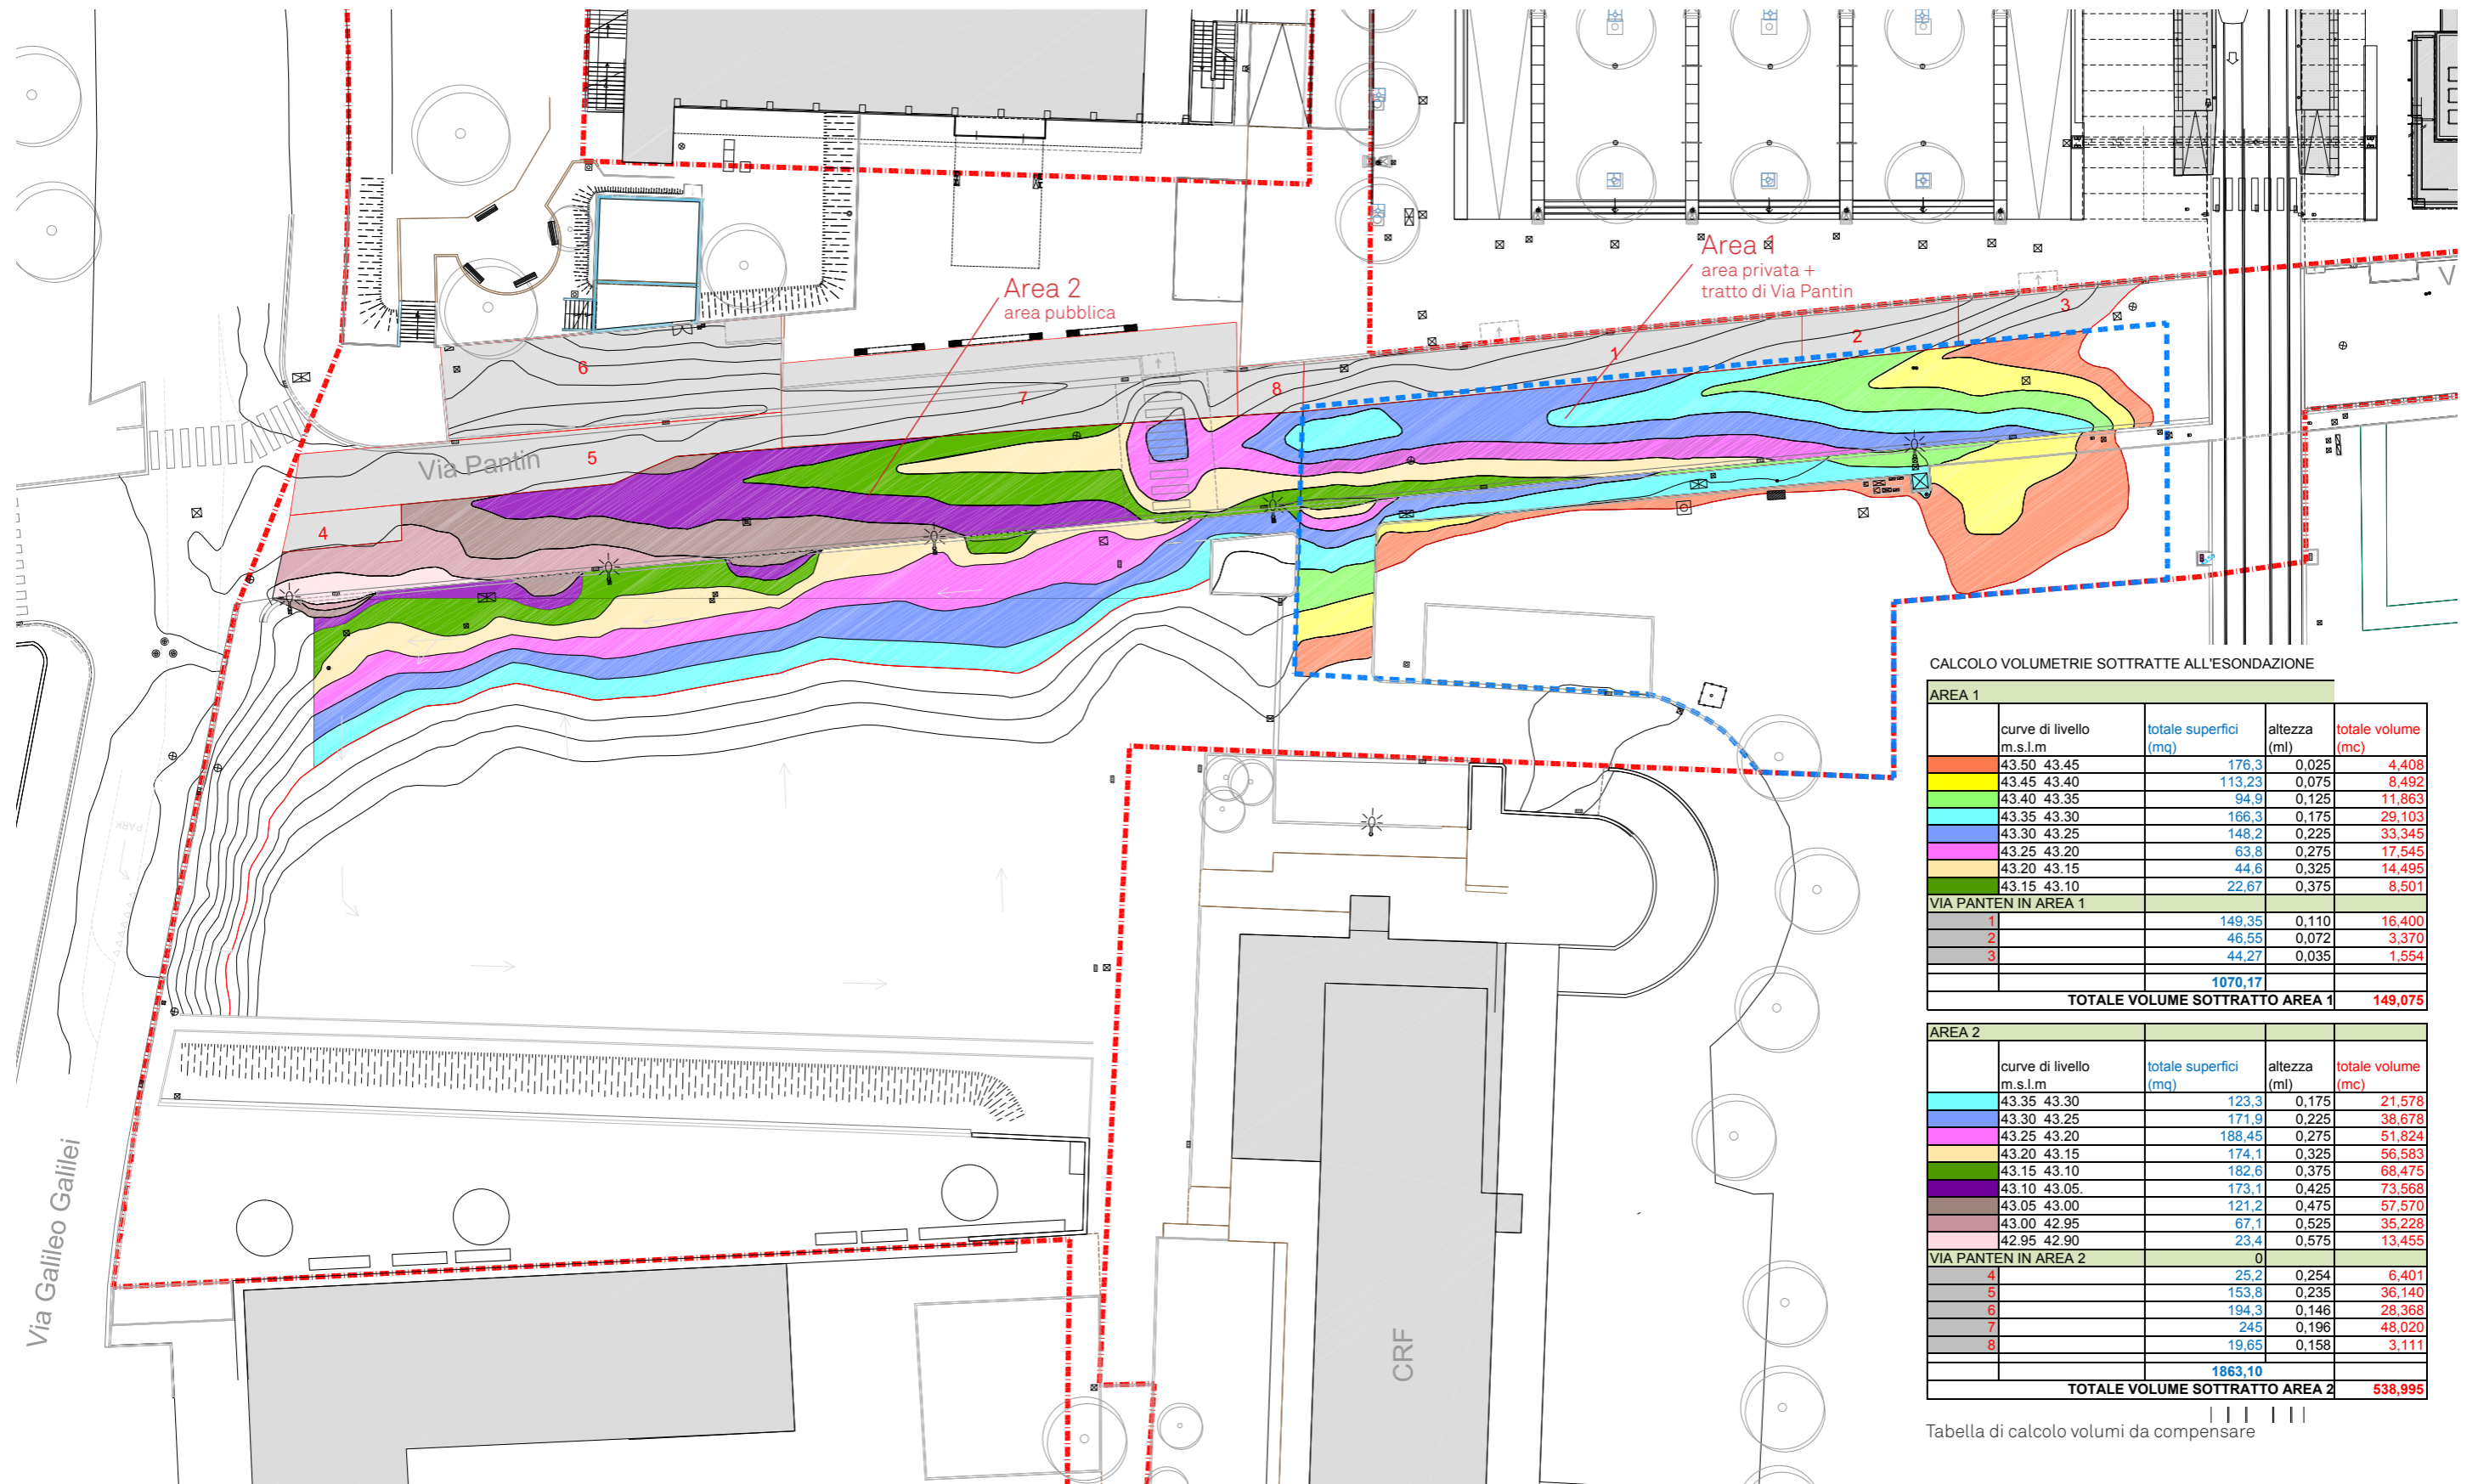 Area 1
area privata +
tratto di Via Pantin
Area 2
area pubblica
V
3
2
1
6
7
8
Via Pantin
5
4
PARK
Via Galileo Galilei
CRF
CALCOLO VOLUMETRIE SOTTRATTE ALL'ESONDAZIONE
AREA 1
curve di livello m.s.l.m totale superfici (mq) altezza (ml) totale volume (mc)
43.50 43.45 176,3 0,025 4,408
43.45 43.40 113,23 0,075 8,492
43.40 43.35 94,9 0,125 11,863
43.35 43.30 166,3 0,175 29,103
43.30 43.25 148,2 0,225 33,345
43.25 43.20 63,8 0,275 17,545
43.20 43.15 44,6 0,325 14,495
43.15 43.10 22,67 0,375 8,501
VIA PANTEN IN AREA 1
1 149,35 0,110 16,400
2 46,55 0,072 3,370
3 44,27 0,035 1,554
1070,17
TOTALE VOLUME SOTTRATTO AREA 1 149,075
AREA 2
curve di livello m.s.l.m totale superfici (mq) altezza (ml) totale volume (mc)
43.35 43.30 123,3 0,175 21,578
43.30 43.25 171,9 0,225 38,678
43.25 43.20 188,45 0,275 51,824
43.20 43.15 174,1 0,325 56,583
43.15 43.10 182,6 0,375 68,475
43.10 43.05. 173,1 0,425 73,568
43.05 43.00 121,2 0,475 57,570
43.00 42.95 67,1 0,525 35,228
42.95 42.90 23,4 0,575 13,455
VIA PANTEN IN AREA 2 0
4 25,2 0,254 6,401
5 153,8 0,235 36,140
6 194,3 0,146 28,368
7 245 0,196 48,020
8 19,65 0,158 3,111
1863,10
TOTALE VOLUME SOTTRATTO AREA 2 538,995
Tabella di calcolo volumi da compensare